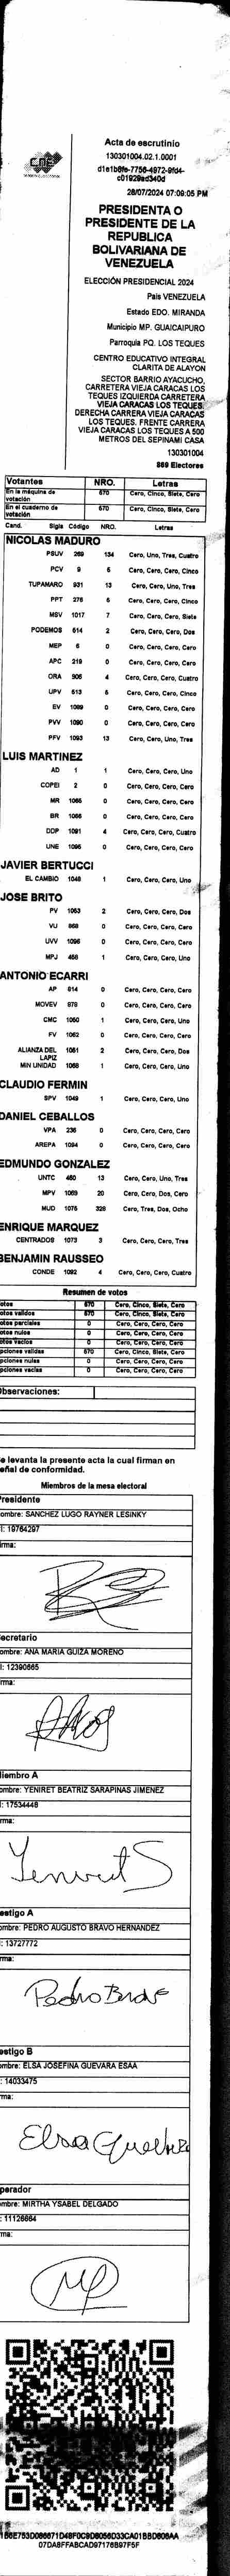 CNE
Acta de escrutinio
130301004.02.1.0001
28/07/2024 07:09:05 PM
PRESIDENTA O
PRESIDENTE DE LA
REPUBLICA
BOLIVARIANA DE
VENEZUELA
ELECCIÓN PRESIDENCIAL 2024
País VENEZUELA
Estado EDO. MIRANDA
Municipio MP. GUAICAIPURO
Parroquia PQ. LOS TEQUES
CENTRO EDUCATIVO INTEGRAL
CLARITA DE ALAYON
SECTOR BARRIO AYACUCHO,
CARRETERA VIEJA CARACAS LOS
TEQUES IZQUIERDA CARRETERA
VIEJA CARACAS LOS TEQUES.
DERECHA CARRERA VIEJA CARACAS
LOS TEQUES. FRENTE CARRERA
VIEJA CARACAS LOS TEQUES A 500
METROS DEL SEPINAMI CASA
130301004
869 Electores
Votantes NRO. Letras
En la máquina de votación 670 Cero, Cinco, Siete, Cero
En el cuaderno de votación 670 Cero, Cinco, Siete, Cero
Cand. Sigla Código NRO. Letras
NICOLAS MADURO
PSUV 269 134 Cero, Uno, Tres, Cuatro
PCV 9 5 Cero, Cero, Cero, Cinco
TUPAMARO 931 13 Cero, Cero, Uno, Tres
PPT 276 5 Cero, Cero, Cero, Cinco
MSV 1017 7 Cero, Cero, Cero, Siete
PODEMOS 514 2 Cero, Cero, Cero, Dos
MEP 6 0 Cero, Cero, Cero, Cero
APC 219 0 Cero, Cero, Cero, Cero
ORA 906 4 Cero, Cero, Cero, Cuatro
UPV 513 5 Cero, Cero, Cero, Cinco
EV 1089 0 Cero, Cero, Cero, Cero
PVV 1090 0 Cero, Cero, Cero, Cero
PFV 1093 13 Cero, Cero, Uno, Tres
LUIS MARTINEZ
AD 1 1 Cero, Cero, Cero, Uno
COPEI 2 0 Cero, Cero, Cero, Cero
MR 1065 0 Cero, Cero, Cero, Cero
BR 1066 0 Cero, Cero, Cero, Cero
DDP 1091 4 Cero, Cero, Cero, Cuatro
UNE 1095 0 Cero, Cero, Cero, Cero
JAVIER BERTUCCI
EL CAMBIO 1048 1 Cero, Cero, Cero, Uno
JOSE BRITO
PV 1053 2 Cero, Cero, Cero, Dos
VU 868 0 Cero, Cero, Cero, Cero
UVV 1096 0 Cero, Cero, Cero, Cero
MPJ 466 1 Cero, Cero, Cero, Uno
ANTONIO ECARRI
AP 914 0 Cero, Cero, Cero, Cero
MOVEV 979 0 Cero, Cero, Cero, Cero
CMC 1060 1 Cero, Cero, Cero, Uno
FV 1062 0 Cero, Cero, Cero, Cero
ALIANZA DEL LAPIZ 1061 2 Cero, Cero, Cero, Dos
MIN UNIDAD 1068 1 Cero, Cero, Cero, Uno
CLAUDIO FERMIN
SPV 1049 1 Cero, Cero, Cero, Uno
DANIEL CEBALLOS
VPA 236 0 Cero, Cero, Cero, Cero
AREPA 1094 0 Cero, Cero, Cero, Cero
EDMUNDO GONZALEZ
UNTC 460 13 Cero, Cero, Uno, Tres
MPV 1069 20 Cero, Cero, Dos, Cero
MUD 1075 328 Cero, Tres, Dos, Ocho
ENRIQUE MARQUEZ
CENTRADOS 1073 3 Cero, Cero, Cero, Tres
BENJAMIN RAUSSEO
CONDE 1092 4 Cero, Cero, Cero, Cuatro
Resumen de votos
otos 670 Cero, Cinco, Siete, Cero
otos validos 570 Cero, Cinco, Siete, Cero
otos parciales 0 Cero, Cero, Cero, Cero
otos nulos 0 Cero, Cero, Cero, Cero
otos vacios 0 Cero, Cero, Cero, Cero
pciones validas 570 Cero, Cinco, Siete, Cero
pciones nulas 0 Cero, Cero, Cero, Cero
pciones vacias 0 Cero, Cero, Cero, Cero
Observaciones:
e levanta la presente acta la cual firman en
eñal de conformidad.
Miembros de la mesa electoral
residente
ombre: SANCHEZ LUGO RAYNER LESINKY
I: 19764297
irma:
ecretario
ombre: ANA MARIA GUIZA MORENO
I: 12390665
rma:
iembro A
ombre: YENIRET BEATRIZ SARAPINAS JIMENEZ
I: 17534448
rma:
Yeniret S
estigo A
ombre: PEDRO AUGUSTO BRAVO HERNANDEZ
: 13727772
rma:
Pedro Bravo
estigo B
ombre: ELSA JOSEFINA GUEVARA ESAA
: 14033475
rma:
Elsa Guevara
perador
ombre: MIRTHA YSABEL DELGADO
: 11126664
rma:
07DA8FFABCAD97176B97F5F